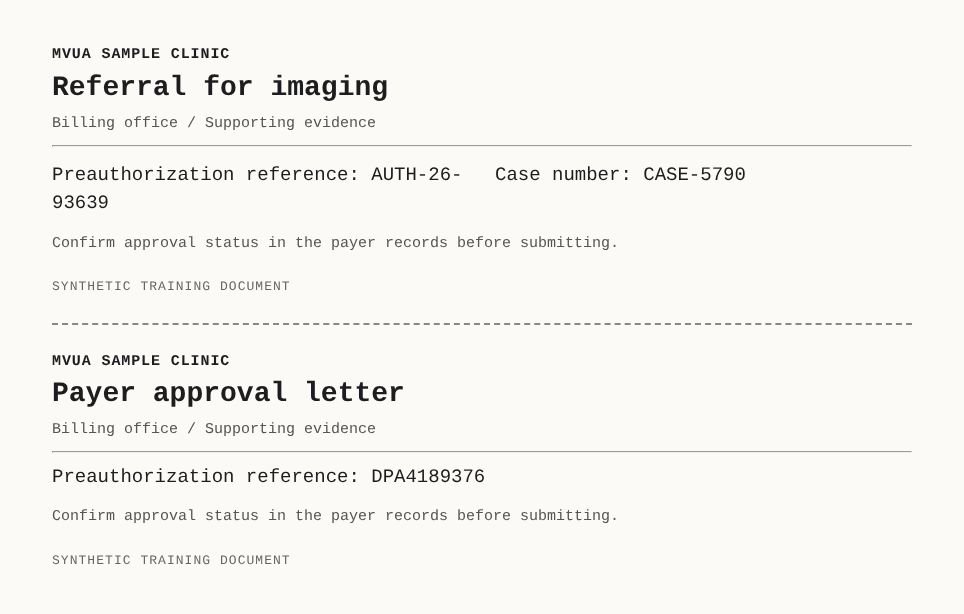 MVUA SAMPLE CLINIC
Referral for imaging
Billing office / Supporting evidence
Preauthorization reference: AUTH-26-   Case number: CASE-5790
93639
Confirm approval status in the payer records before submitting.
SYNTHETIC TRAINING DOCUMENT
MVUA SAMPLE CLINIC
Payer approval letter
Billing office / Supporting evidence
Preauthorization reference: DPA4189376
Confirm approval status in the payer records before submitting.
SYNTHETIC TRAINING DOCUMENT